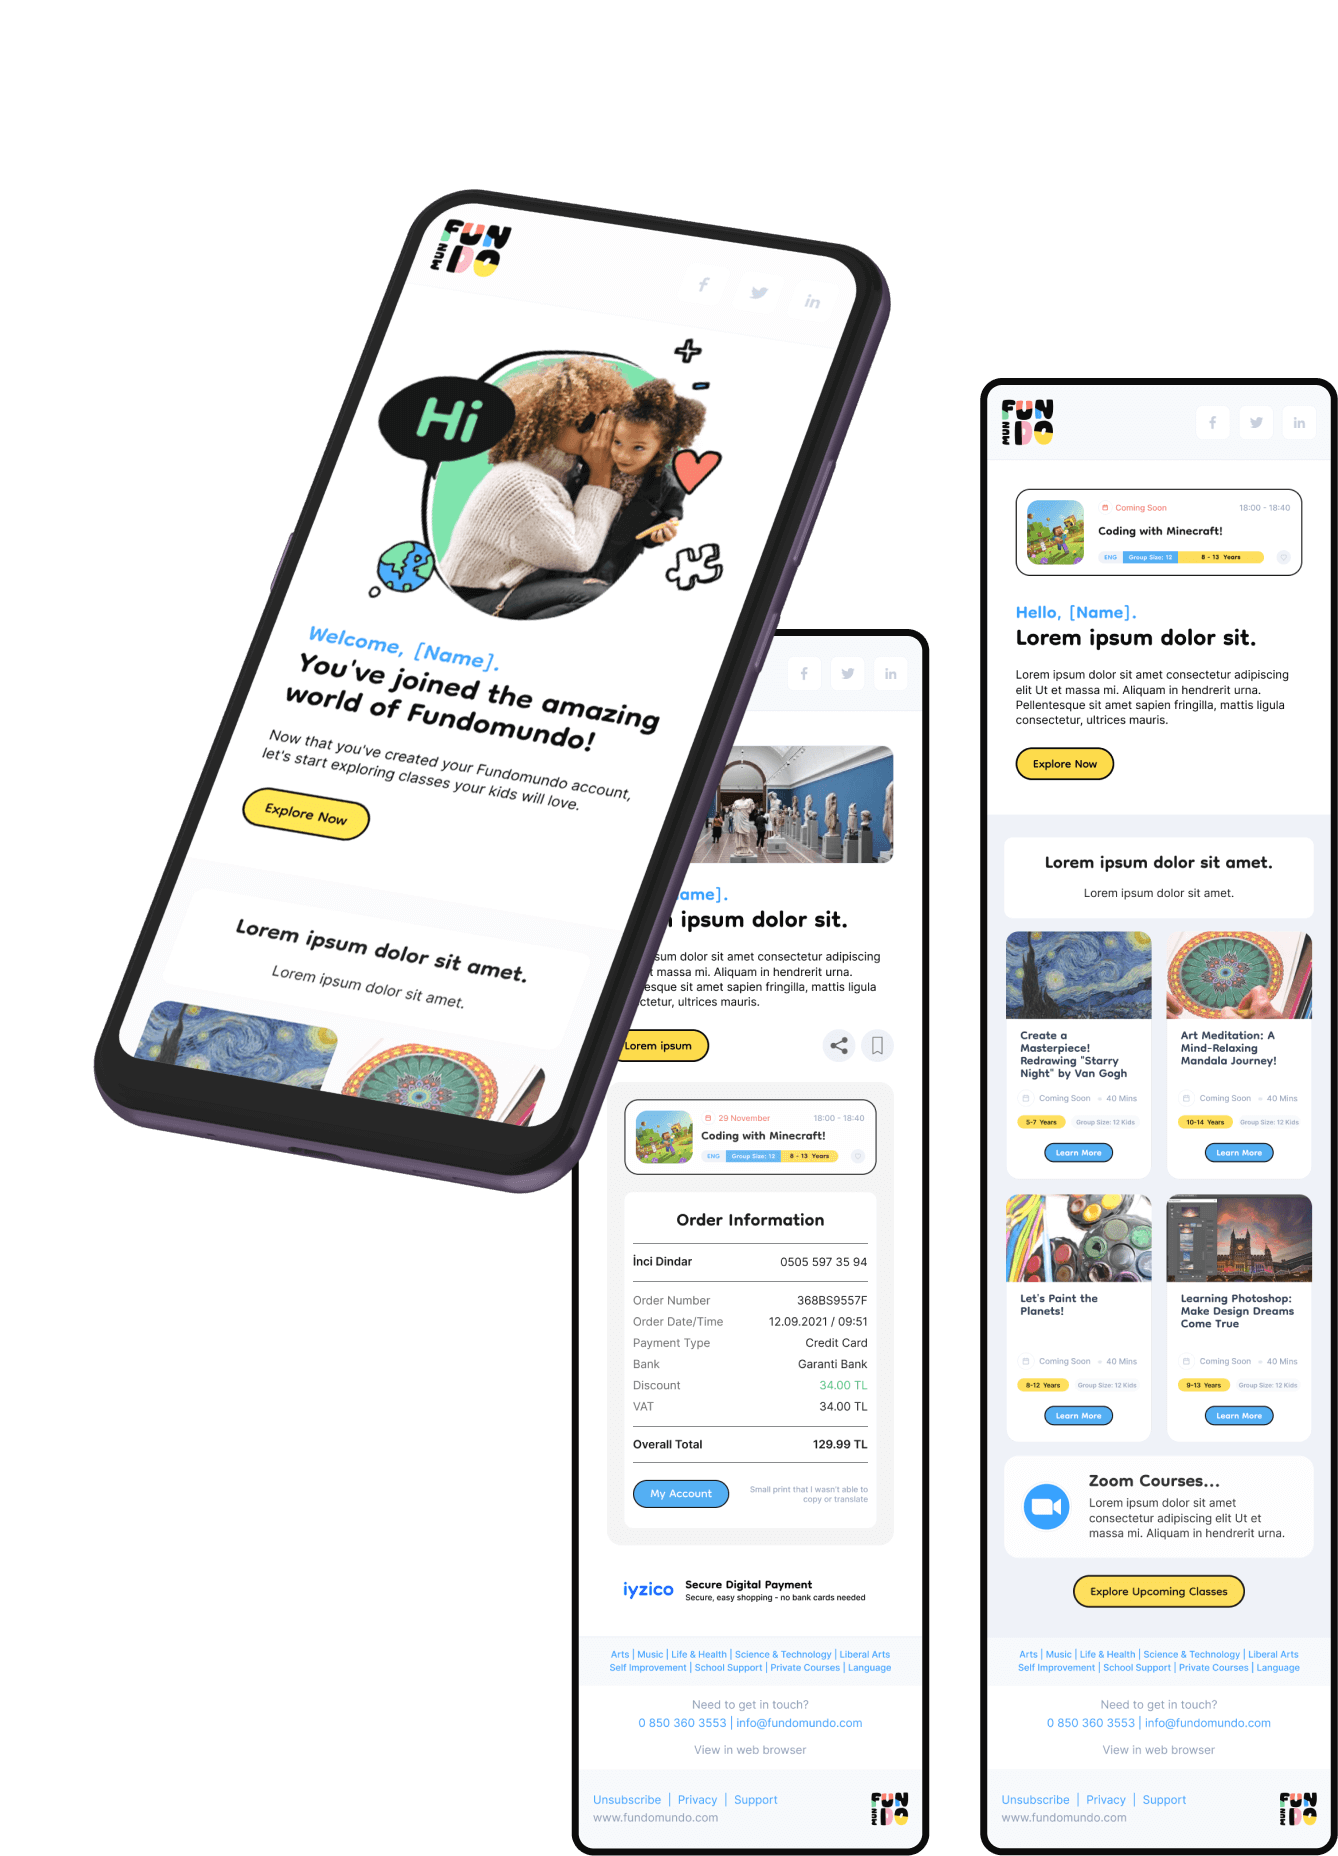 FUN
MUN DO
f
in
Hi
Welcome, [Name].
You've joined the amazing
world of Fundomundo!
Now that you've created your Fundomundo account,
let's start exploring classes your kids will love.
Explore Now
Lorem ipsum dolor sit amet.
Lorem ipsum dolor sit amet.
f
in
ame].
ipsum dolor sit.
sum dolor sit consectetur adipiscing
t massa mi. Aliquam in hendrerit urna.
esque sit amet sapien fringilla, mattis ligula
ctetur, ultrices mauris.
Lorem ipsum
29 November 18:00 - 18:40
Coding with Minecraft!
ENG Group Size: 12 8 - 13 Years
Order Information
İnci Dindar 0505 597 35 94
Order Number 368BS9557F
Order Date/Time 12.09.2021 / 09:51
Payment Type Credit Card
Bank Garanti Bank
Discount 34.00 TL
VAT 34.00 TL
Overall Total 129.99 TL
My Account
Small print that I wasn't able to
copy or translate
iyzico
Secure Digital Payment
Secure, easy shopping - no bank cards needed
Arts | Music | Life & Health | Science & Technology | Liberal Arts
Self Improvement | School Support | Private Courses | Language
Need to get in touch?
0 850 360 3553 | info@fundomundo.com
View in web browser
Unsubscribe | Privacy | Support
www.fundomundo.com
FUN
MUN DO
FUN
MUN DO
f
in
Coming Soon 18:00 - 18:40
Coding with Minecraft!
ENG Group Size: 12 8 - 13 Years
Hello, [Name].
Lorem ipsum dolor sit.
Lorem ipsum dolor sit amet consectetur adipiscing
elit Ut et massa mi. Aliquam in hendrerit urna.
Pellentesque sit amet sapien fringilla, mattis ligula
consectetur, ultrices mauris.
Explore Now
Lorem ipsum dolor sit amet.
Lorem ipsum dolor sit amet.
Create a
Masterpiece!
Redrawing "Starry
Night" by Van Gogh
Coming Soon 40 Mins
5-7 Years Group Size: 12 Kids
Learn More
Art Meditation: A
Mind-Relaxing
Mandala Journey!
Coming Soon 40 Mins
10-14 Years Group Size: 12 Kids
Learn More
Let's Paint the
Planets!
Coming Soon 40 Mins
8-12 Years Group Size: 12 Kids
Learn More
Learning Photoshop:
Make Design Dreams
Come True
Coming Soon 40 Mins
9-13 Years Group Size: 12 Kids
Learn More
Zoom Courses...
Lorem ipsum dolor sit amet
consectetur adipiscing elit Ut et
massa mi. Aliquam in hendrerit urna.
Explore Upcoming Classes
Arts | Music | Life & Health | Science & Technology | Liberal Arts
Self Improvement | School Support | Private Courses | Language
Need to get in touch?
0 850 360 3553 | info@fundomundo.com
View in web browser
Unsubscribe | Privacy | Support
www.fundomundo.com
FUN
MUN DO